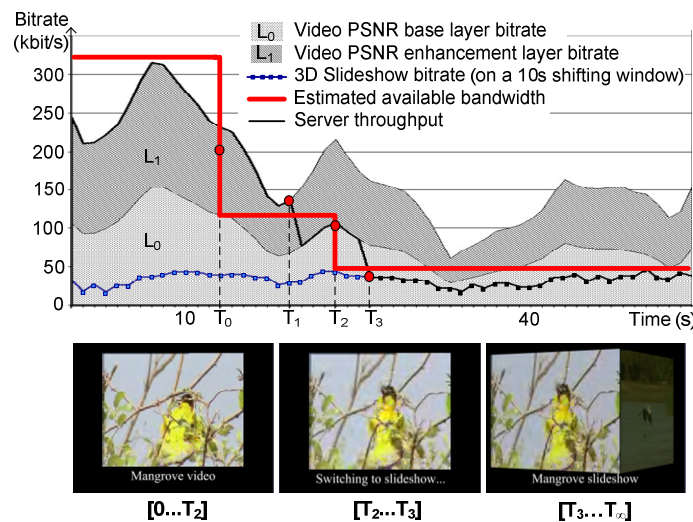 Bitrate
(kbit/s)
L0 Video PSNR base layer bitrate
L1 Video PSNR enhancement layer bitrate
3D Slideshow bitrate (on a 10s shifting window)
Estimated available bandwidth
Server throughput
300
250
200
150
100
50
0
L1
L0
10 T0 T1 T2 T3 40 Time (s)
Mangrove video
Switching to slideshow...
Mangrove slideshow
[0...T2] [T2...T3] [T3...T∞]